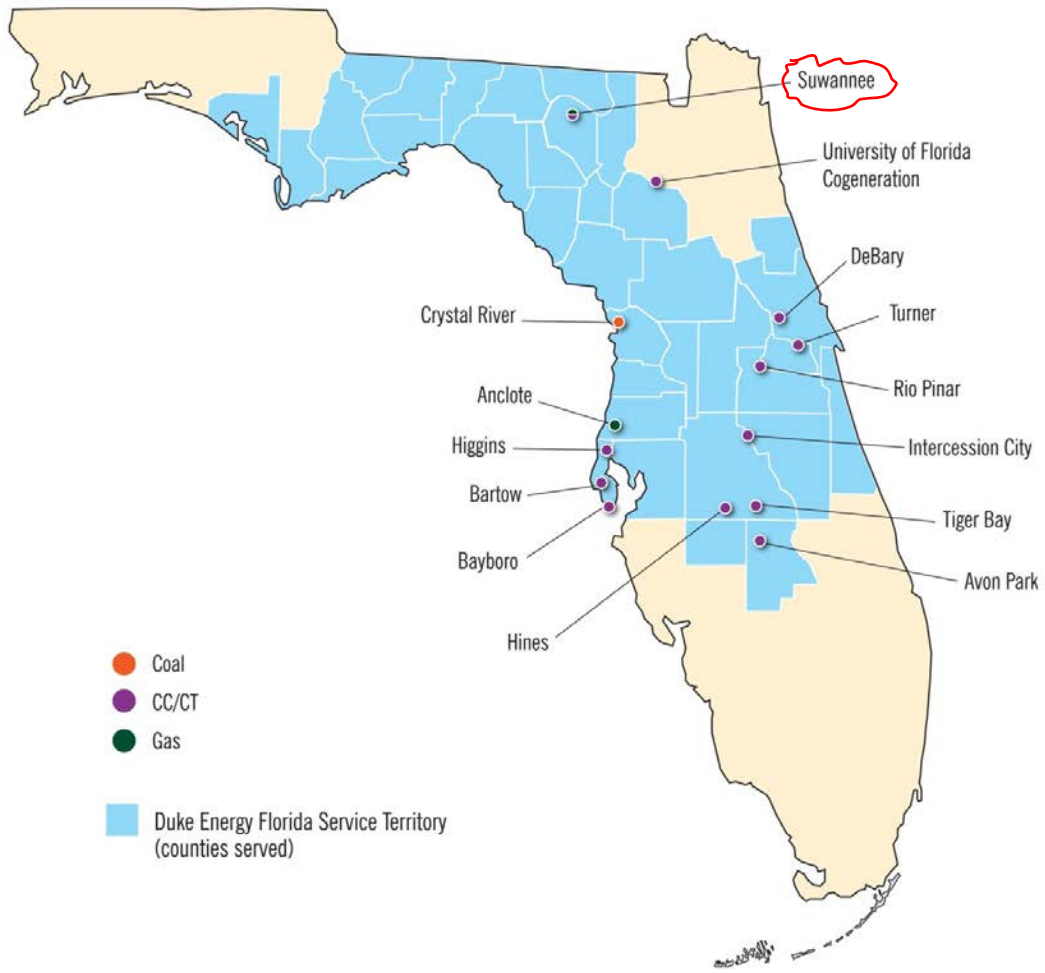 Suwannee
University of Florida
Cogeneration
DeBary
Crystal River
Turner
Rio Pinar
Anclote
Higgins
Intercession City
Bartow
Tiger Bay
Bayboro
Avon Park
Hines
Coal
CC/CT
Gas
Duke Energy Florida Service Territory
(counties served)